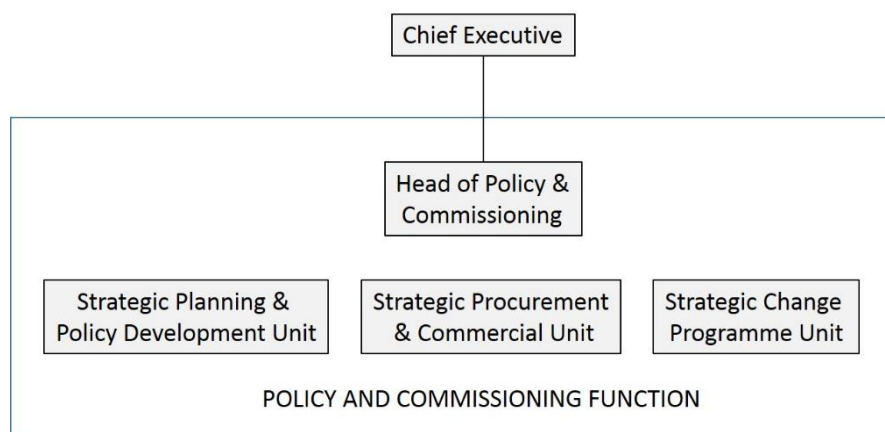 Chief Executive
Head of Policy &
Commissioning
Strategic Planning &
Policy Development Unit
Strategic Procurement
& Commercial Unit
Strategic Change
Programme Unit
POLICY AND COMMISSIONING FUNCTION